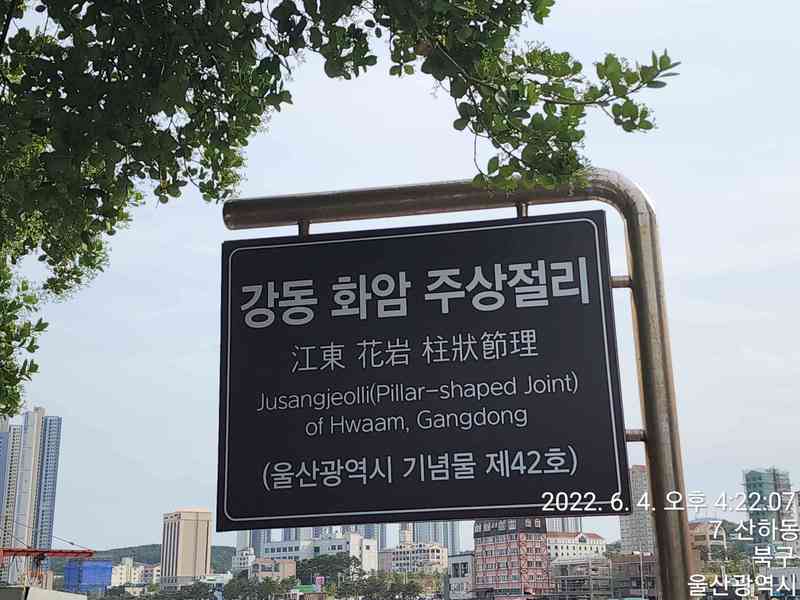 강동 화암 주상절리
江東 花岩 柱狀節理
Jusangjeolli(Pillar-shaped Joint)
of Hwaam, Gangdong
(울산광역시 기념물 제42호)
2022. 6. 4. 오후 4:22:07
7 산하동
북구
울산광역시